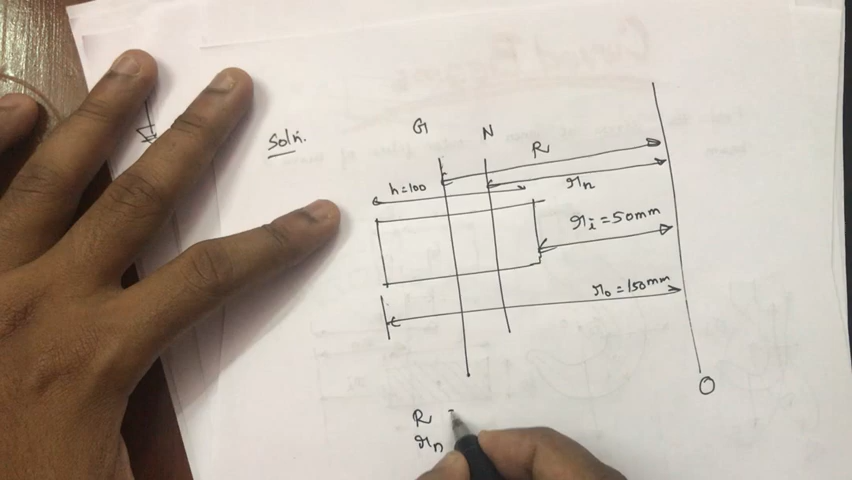 Soln.
G N
R
h=100
rn
ri = 50mm
ro = 150mm
O
R =
rn